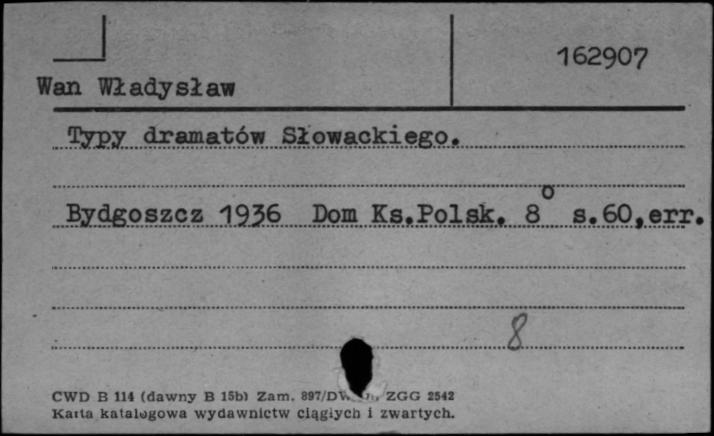 162907
Wan Władysław
Typy dramatów Słowackiego.
Bydgoszcz 1936 Dom Ks.Polsk. 8° s.60,err.
8
CWD B 114 (dawny B 15b) Zam. 897/DW ZGG 2542
Karta katalogowa wydawnictw ciągłych i zwartych.